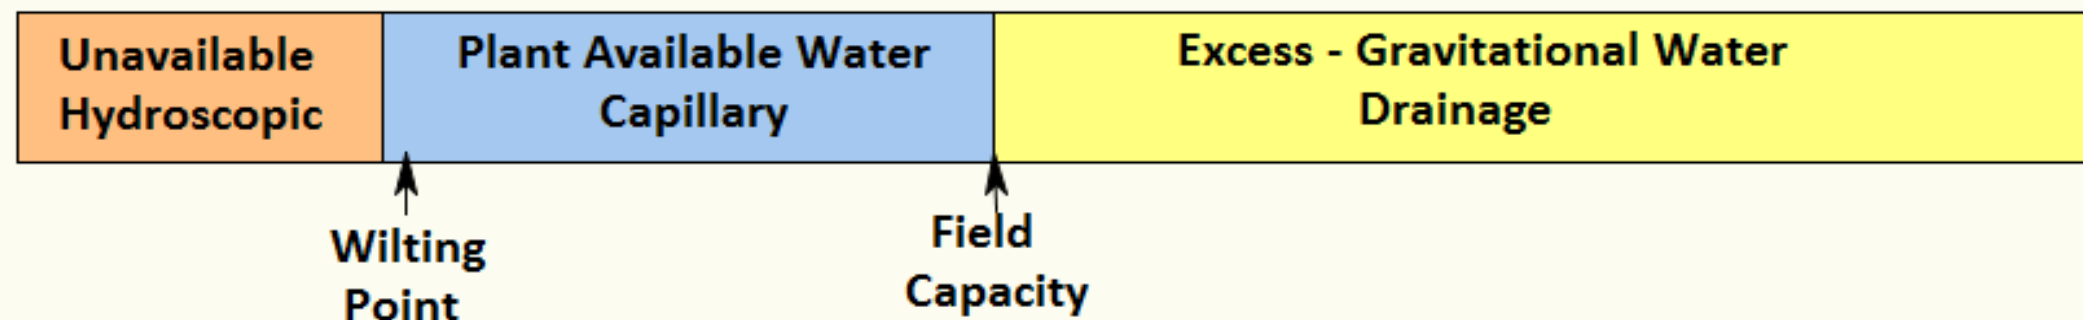 Unavailable
Hydroscopic
Plant Available Water
Capillary
Excess - Gravitational Water
Drainage
Wilting
Point
Field
Capacity